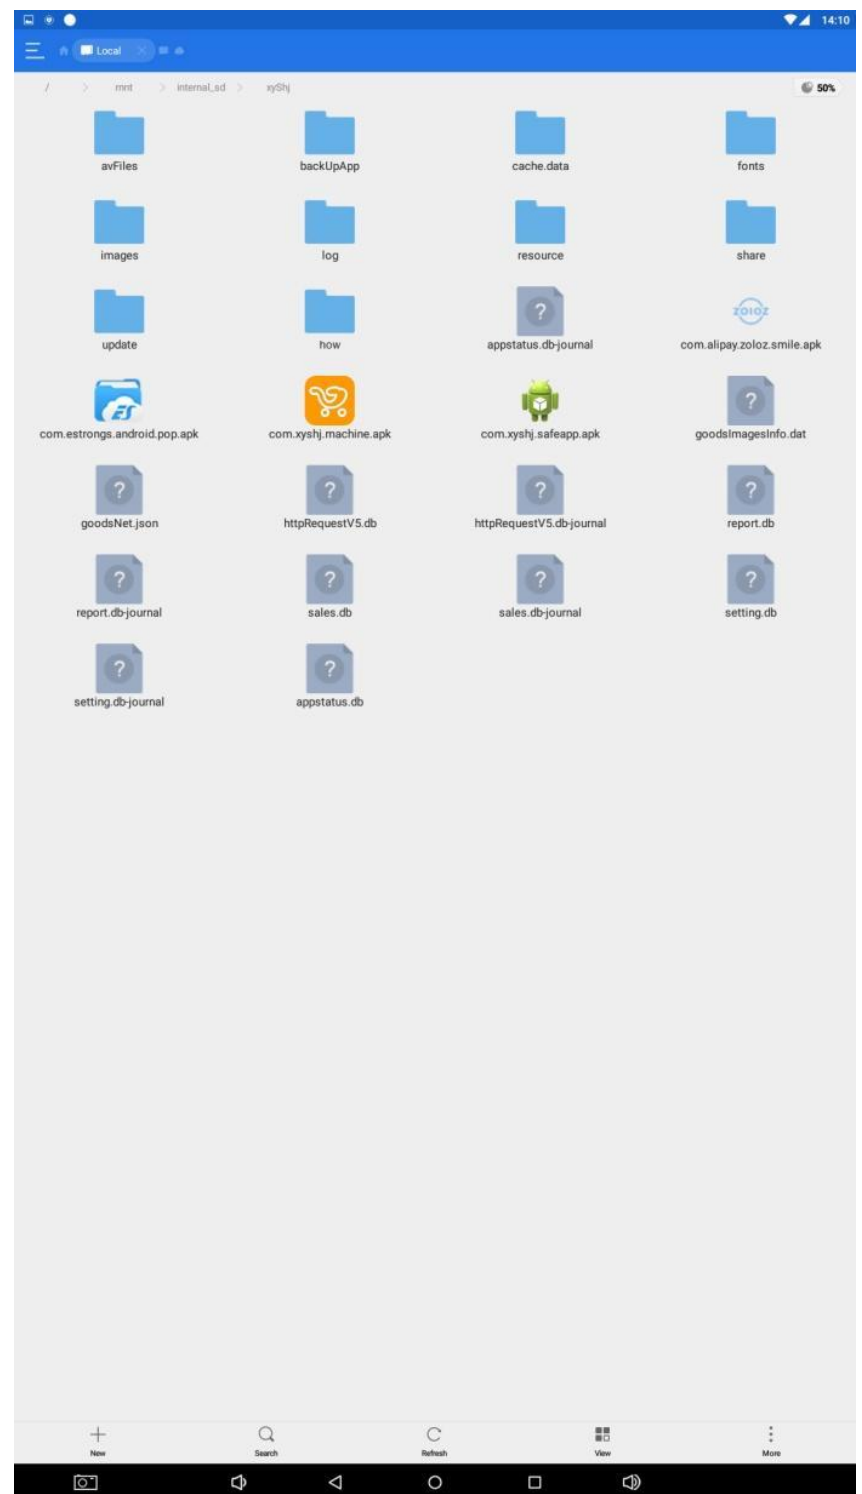 14:10
Local
/ > mnt > internal_sd > xyShj
50%
avFiles backUpApp cache.data fonts
images log resource share
update how appstatus.db-journal com.alipay.zoloz.smile.apk
ZOLOZ
com.estrongs.android.pop.apk com.xyshj.machine.apk com.xyshj.safeapp.apk goodsImagesInfo.dat
goodsNet.json httpRequestV5.db httpRequestV5.db-journal report.db
report.db-journal sales.db sales.db-journal setting.db
setting.db-journal appstatus.db
New Search Refresh View More